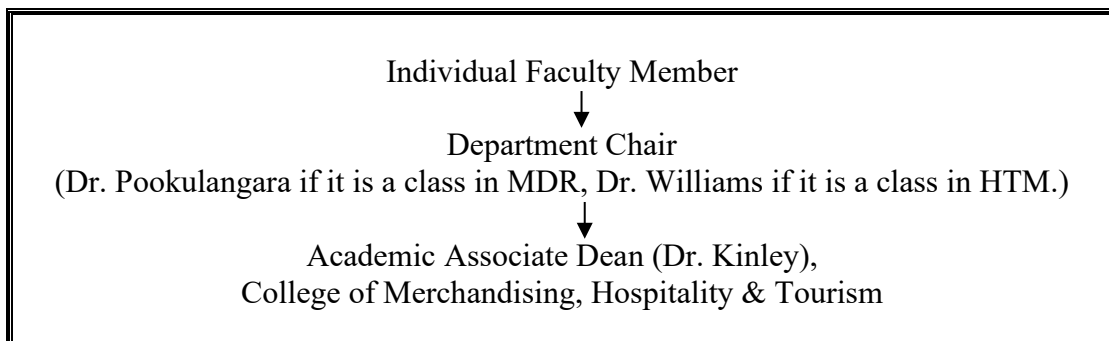 Individual Faculty Member
Department Chair
(Dr. Pookulangara if it is a class in MDR, Dr. Williams if it is a class in HTM.)
Academic Associate Dean (Dr. Kinley),
College of Merchandising, Hospitality & Tourism